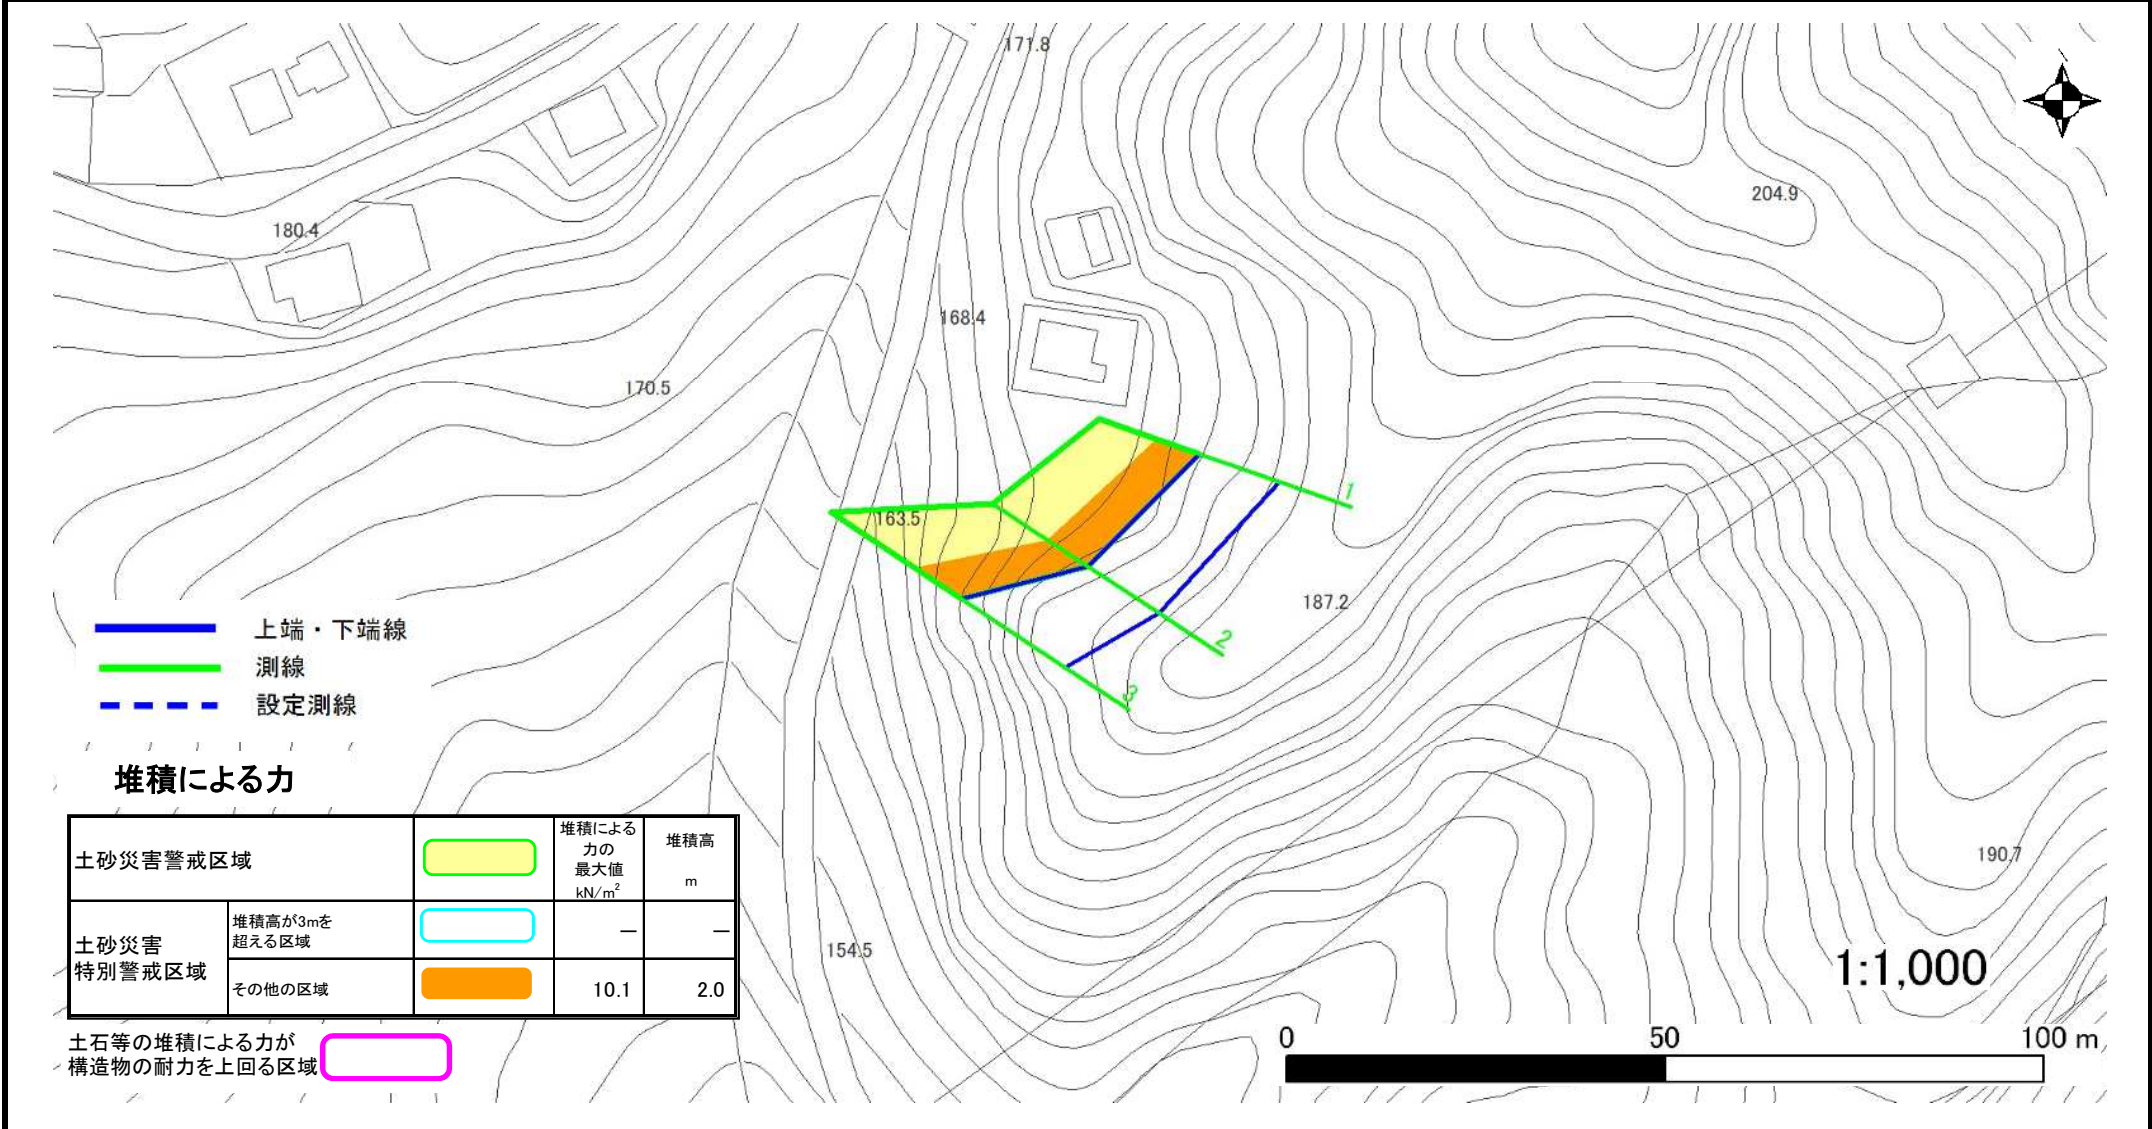 171.8
204.9
180.4
168.4
170.5
1
163.5
187.2
2
3
上端・下端線
測線
設定測線
堆積による力
土砂災害警戒区域
堆積による
力の
最大値
kN/m²
堆積高
m
土砂災害
特別警戒区域
堆積高が3mを
超える区域
－
－
その他の区域
10.1
2.0
土石等の堆積による力が
構造物の耐力を上回る区域
154.5
190.7
1:1,000
0
50
100 m